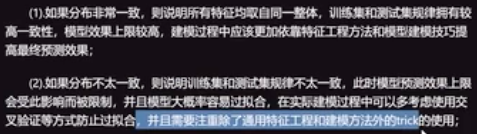 (1).如果分布非常一致，则说明所有特征均取自同一整体，训练集和测试集规律拥有较
高一致性，模型效果上限较高，建模过程中应该更加依靠特征工程方法和模型建模技巧提
高最终预测效果；
(2).如果分布不太一致，则说明训练集和测试集规律不太一致，此时模型预测效果上限
会受此影响而被限制，并且模型大概率容易过拟合，在实际建模过程中可以多考虑使用交
叉验证等方式防止过拟合，并且需要注重除了通用特征工程和建模方法外的trick的使用；